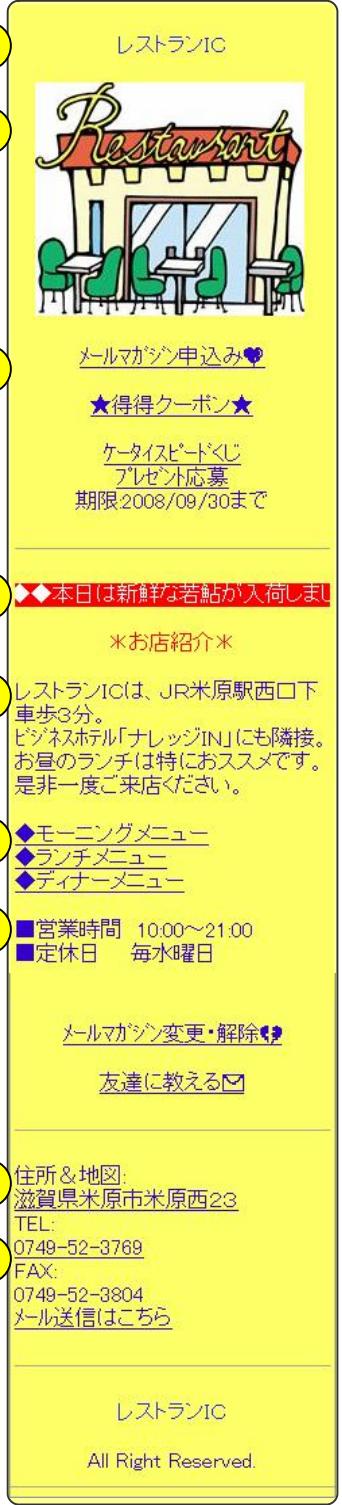 レストランIC
Restaurant
メールマガジン申込み💙
★得得クーポン★
ケータイスピードくじ
プレゼント応募
期限:2008/09/30まで
◆◆本日は新鮮な若鮎が入荷しまし
＊お店紹介＊
レストランICは、JR米原駅西口下
車歩3分。
ビジネスホテル「ナレッジIN」にも隣接。
お昼のランチは特におススメです。
是非一度ご来店ください。
◆モーニングメニュー
◆ランチメニュー
◆ディナーメニュー
■営業時間 10:00〜21:00
■定休日 毎水曜日
メールマガジン変更・解除💔
友達に教える✉
住所＆地図:
滋賀県米原市米原西23
TEL:
0749-52-3769
FAX:
0749-52-3804
メール送信はこちら
レストランIC
All Right Reserved.